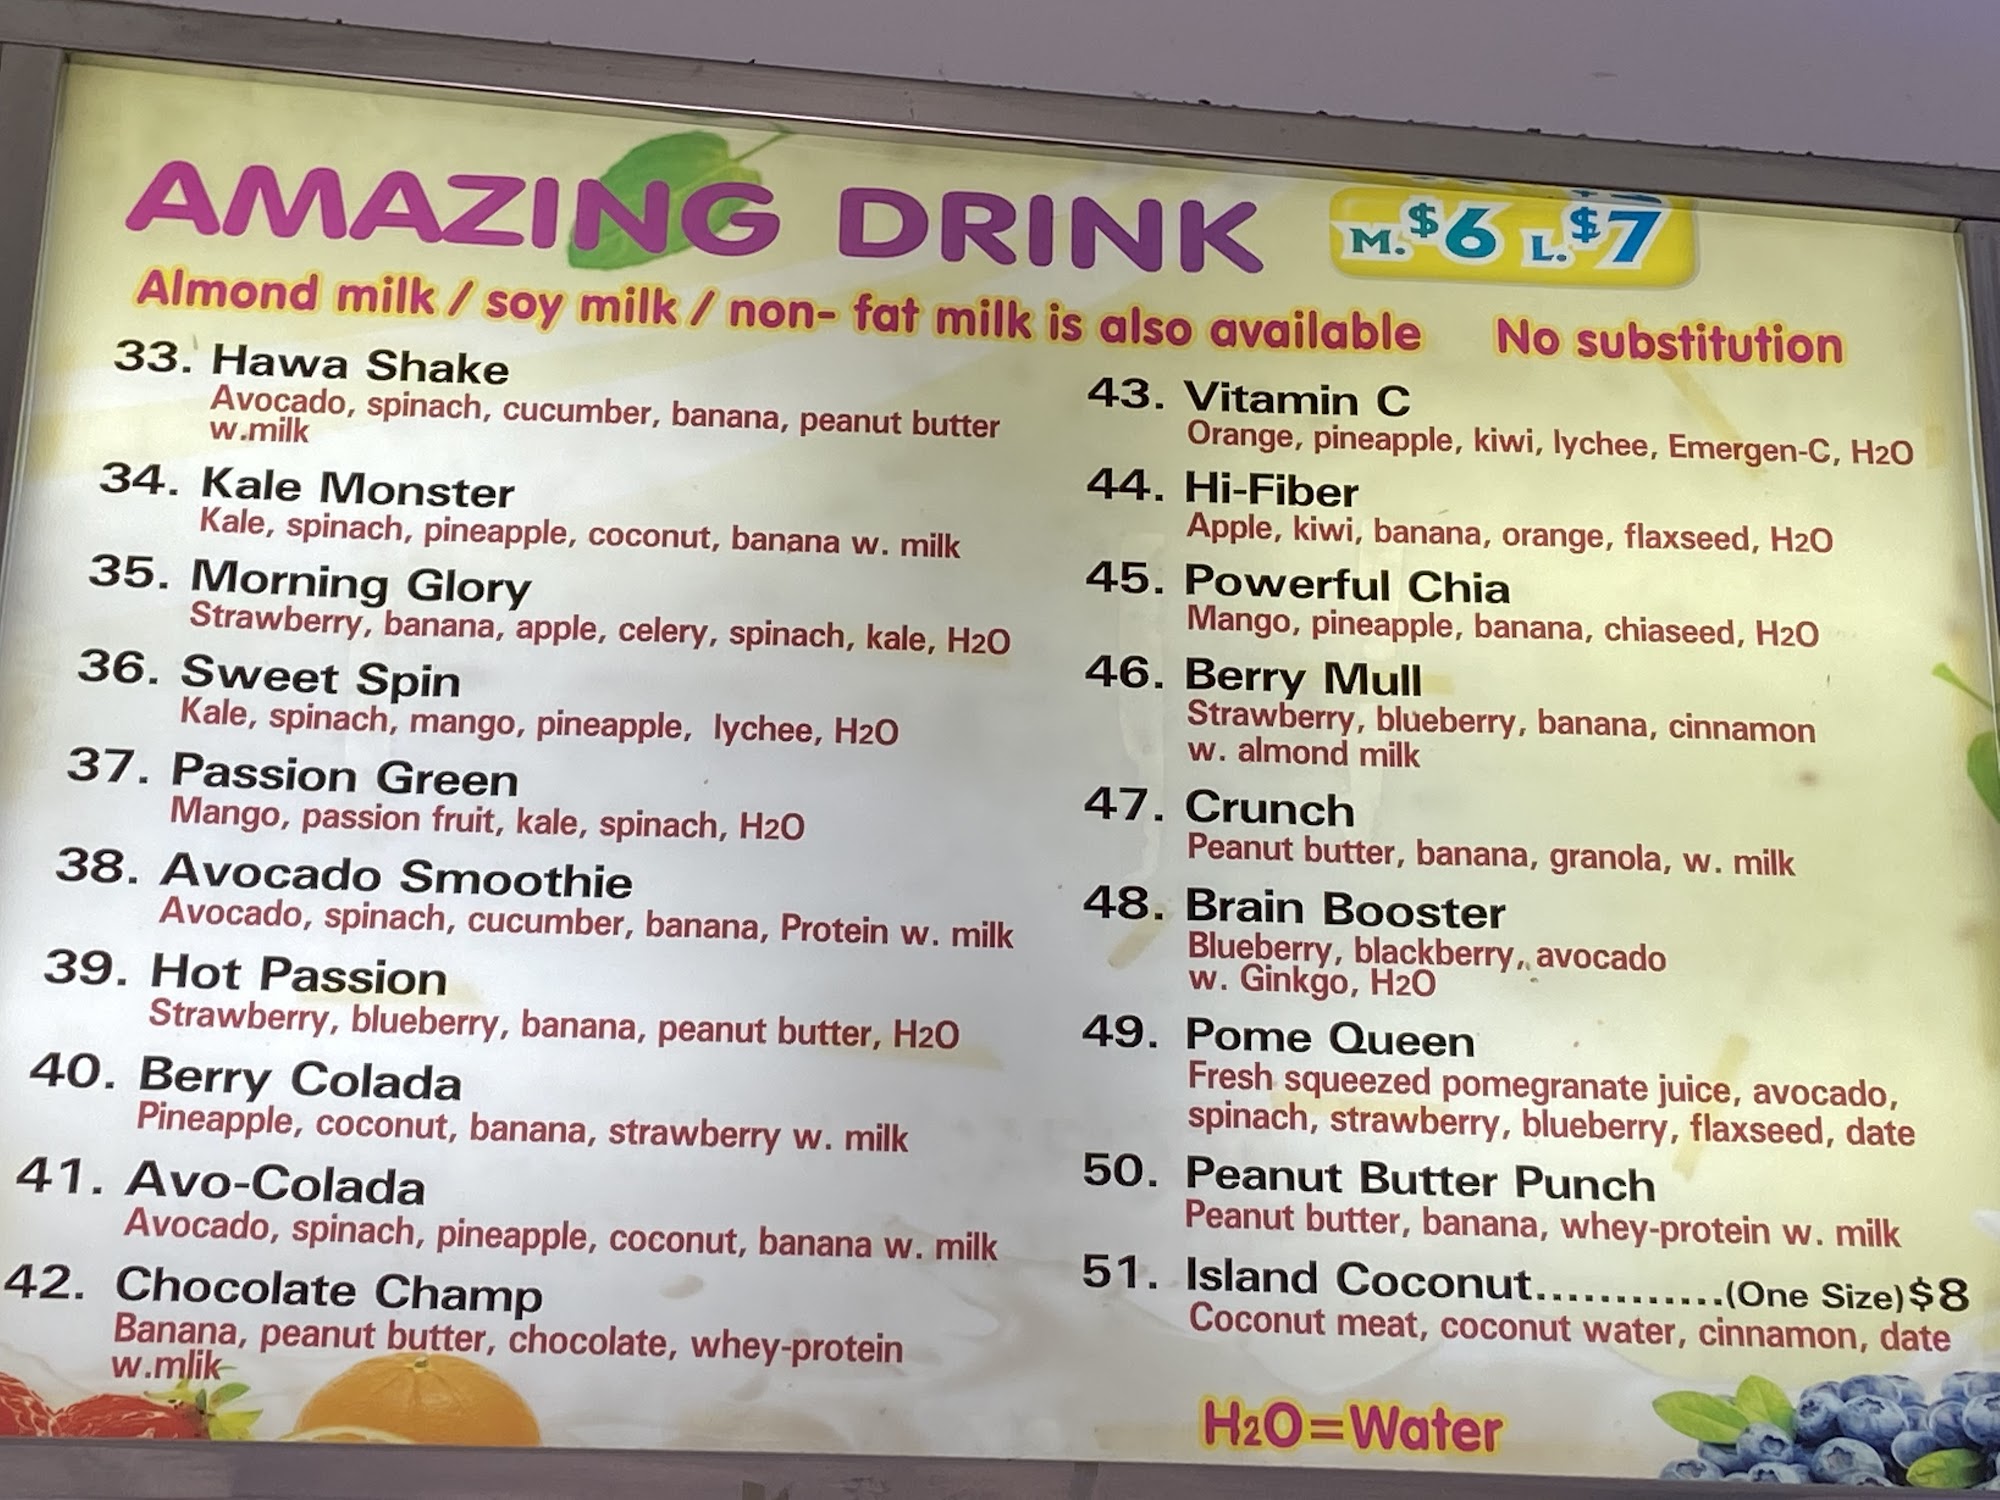 AMAZING DRINK M. $6 L. $7
Almond milk / soy milk / non- fat milk is also available No substitution
33. Hawa Shake
Avocado, spinach, cucumber, banana, peanut butter
w.milk
34. Kale Monster
Kale, spinach, pineapple, coconut, banana w. milk
35. Morning Glory
Strawberry, banana, apple, celery, spinach, kale, H2O
36. Sweet Spin
Kale, spinach, mango, pineapple, lychee, H2O
37. Passion Green
Mango, passion fruit, kale, spinach, H2O
38. Avocado Smoothie
Avocado, spinach, cucumber, banana, Protein w. milk
39. Hot Passion
Strawberry, blueberry, banana, peanut butter, H2O
40. Berry Colada
Pineapple, coconut, banana, strawberry w. milk
41. Avo-Colada
Avocado, spinach, pineapple, coconut, banana w. milk
42. Chocolate Champ
Banana, peanut butter, chocolate, whey-protein
w.mlik
43. Vitamin C
Orange, pineapple, kiwi, lychee, Emergen-C, H2O
44. Hi-Fiber
Apple, kiwi, banana, orange, flaxseed, H2O
45. Powerful Chia
Mango, pineapple, banana, chiaseed, H2O
46. Berry Mull
Strawberry, blueberry, banana, cinnamon
w. almond milk
47. Crunch
Peanut butter, banana, granola, w. milk
48. Brain Booster
Blueberry, blackberry, avocado
w. Ginkgo, H2O
49. Pome Queen
Fresh squeezed pomegranate juice, avocado,
spinach, strawberry, blueberry, flaxseed, date
50. Peanut Butter Punch
Peanut butter, banana, whey-protein w. milk
51. Island Coconut............(One Size)$8
Coconut meat, coconut water, cinnamon, date
H2O=Water